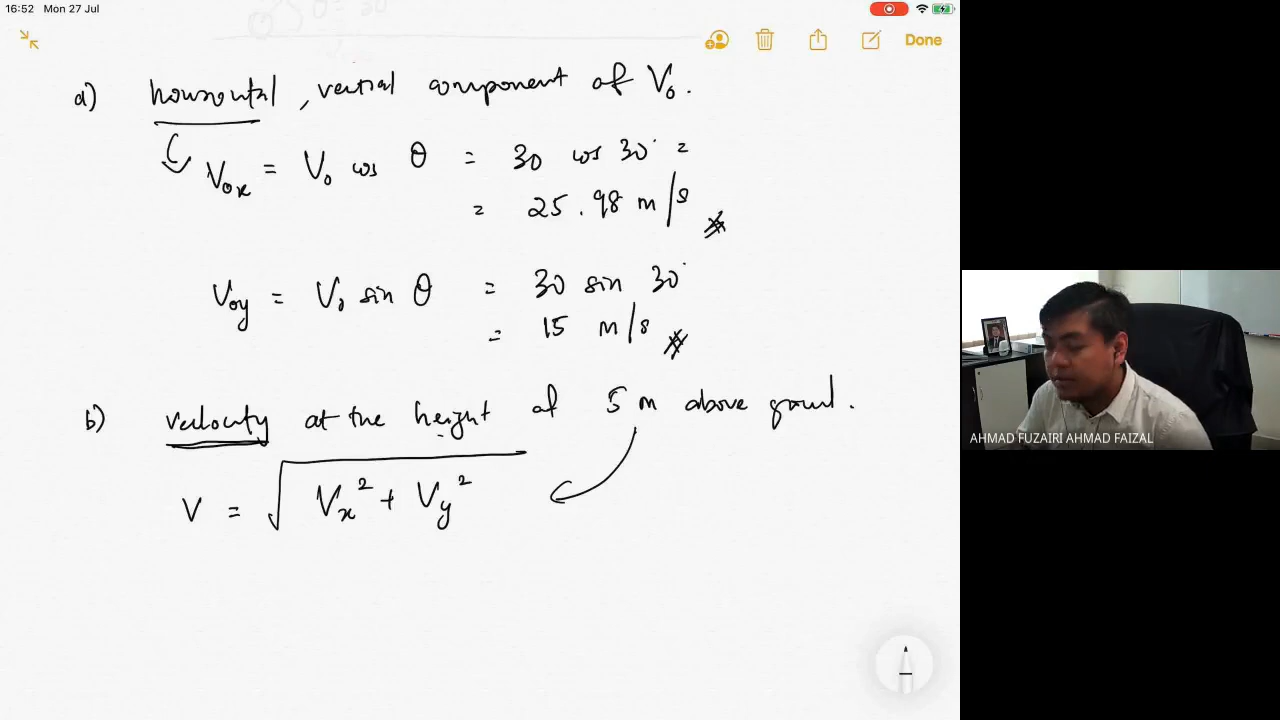 16:52 Mon 27 Jul
Done
a) horizontal, vertical component of V₀.
V₀ₓ = V₀ cos θ = 30 cos 30° =
= 25.98 m/s
V₀y = V₀ sin θ = 30 sin 30°
= 15 m/s
b) velocity at the height of 5 m above ground.
V = √(Vₓ² + Vy²)
AHMAD FUZAIRI AHMAD FAIZAL